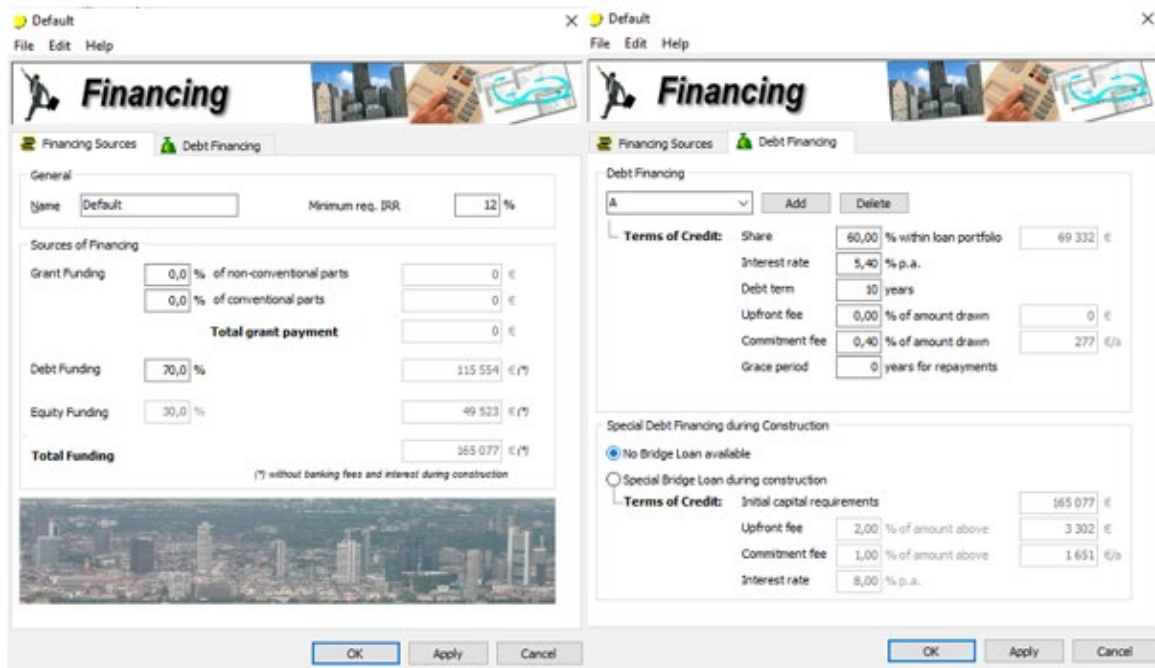 Default
File Edit Help
Financing
Financing Sources Debt Financing
General
Name Default Minimum req. IRR 12 %
Sources of Financing
Grant Funding 0,0 % of non-conventional parts 0 €
0,0 % of conventional parts 0 €
Total grant payment 0 €
Debt Funding 70,0 % 115 554 € (*)
Equity Funding 30,0 % 49 523 € (*)
Total Funding 165 077 € (*)
(*) without banking fees and interest during construction
OK Apply Cancel
Default
File Edit Help
Financing
Financing Sources Debt Financing
Debt Financing
A Add Delete
Terms of Credit: Share 60,00 % within loan portfolio 69 332 €
Interest rate 5,40 % p.a.
Debt term 10 years
Upfront fee 0,00 % of amount drawn 0 €
Commitment fee 0,40 % of amount drawn 277 €/a
Grace period 0 years for repayments
Special Debt Financing during Construction
No Bridge Loan available
Special Bridge Loan during construction
Terms of Credit: Initial capital requirements 165 077 €
Upfront fee 2,00 % of amount above 3 302 €
Commitment fee 1,00 % of amount above 1 651 €/a
Interest rate 8,00 % p.a.
OK Apply Cancel